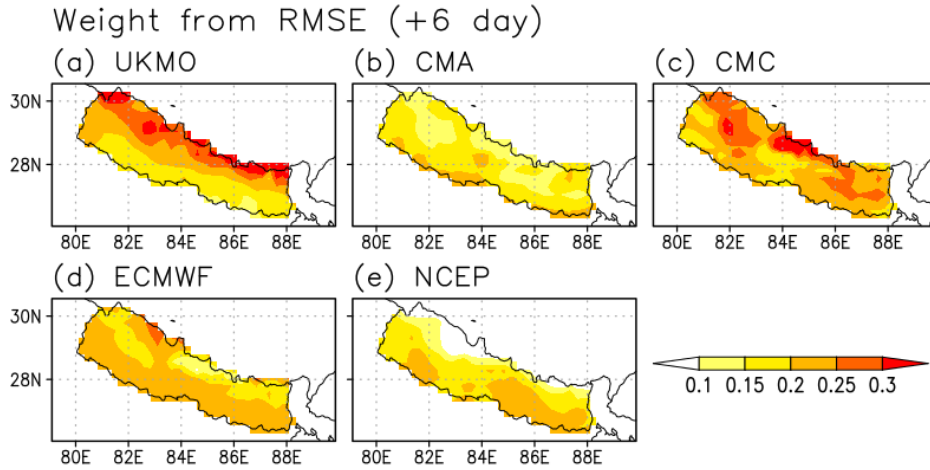 Weight from RMSE (+6 day)
(a) UKMO
(b) CMA
(c) CMC
30N
28N
80E 82E 84E 86E 88E
80E 82E 84E 86E 88E
80E 82E 84E 86E 88E
(d) ECMWF
(e) NCEP
30N
28N
80E 82E 84E 86E 88E
80E 82E 84E 86E 88E
0.1 0.15 0.2 0.25 0.3